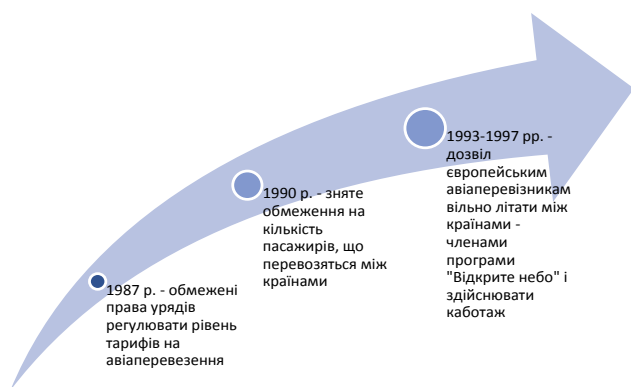 1987 р. - обмежені
права урядів
регулювати рівень
тарифів на
авіаперевезення
1990 р. - зняте
обмеження на
кількість
пасажирів, що
перевозяться між
країнами
1993-1997 рр. -
дозвіл
європейським
авіаперевізникам
вільно літати між
країнами -
членами
програми
"Відкрите небо" і
здійснювати
каботаж